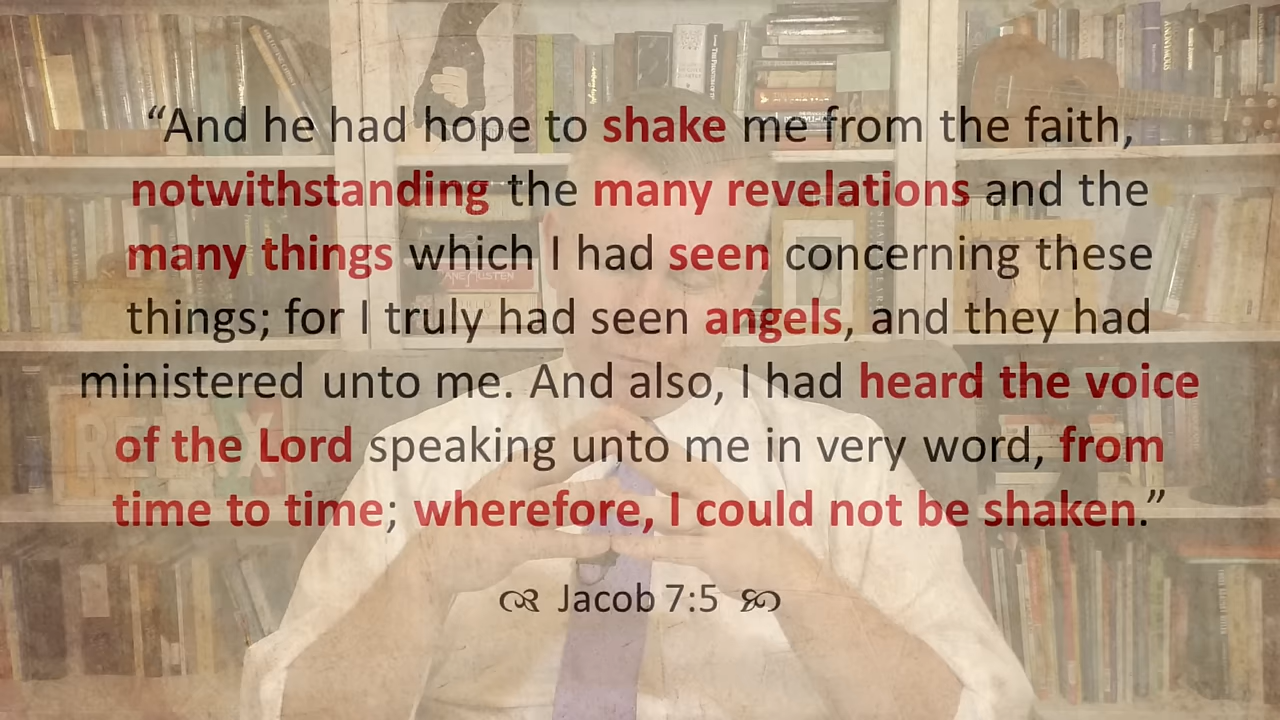 “And he had hope to shake me from the faith,
notwithstanding the many revelations and the
many things which I had seen concerning these
things; for I truly had seen angels, and they had
ministered unto me. And also, I had heard the voice
of the Lord speaking unto me in very word, from
time to time; wherefore, I could not be shaken.”
Jacob 7:5